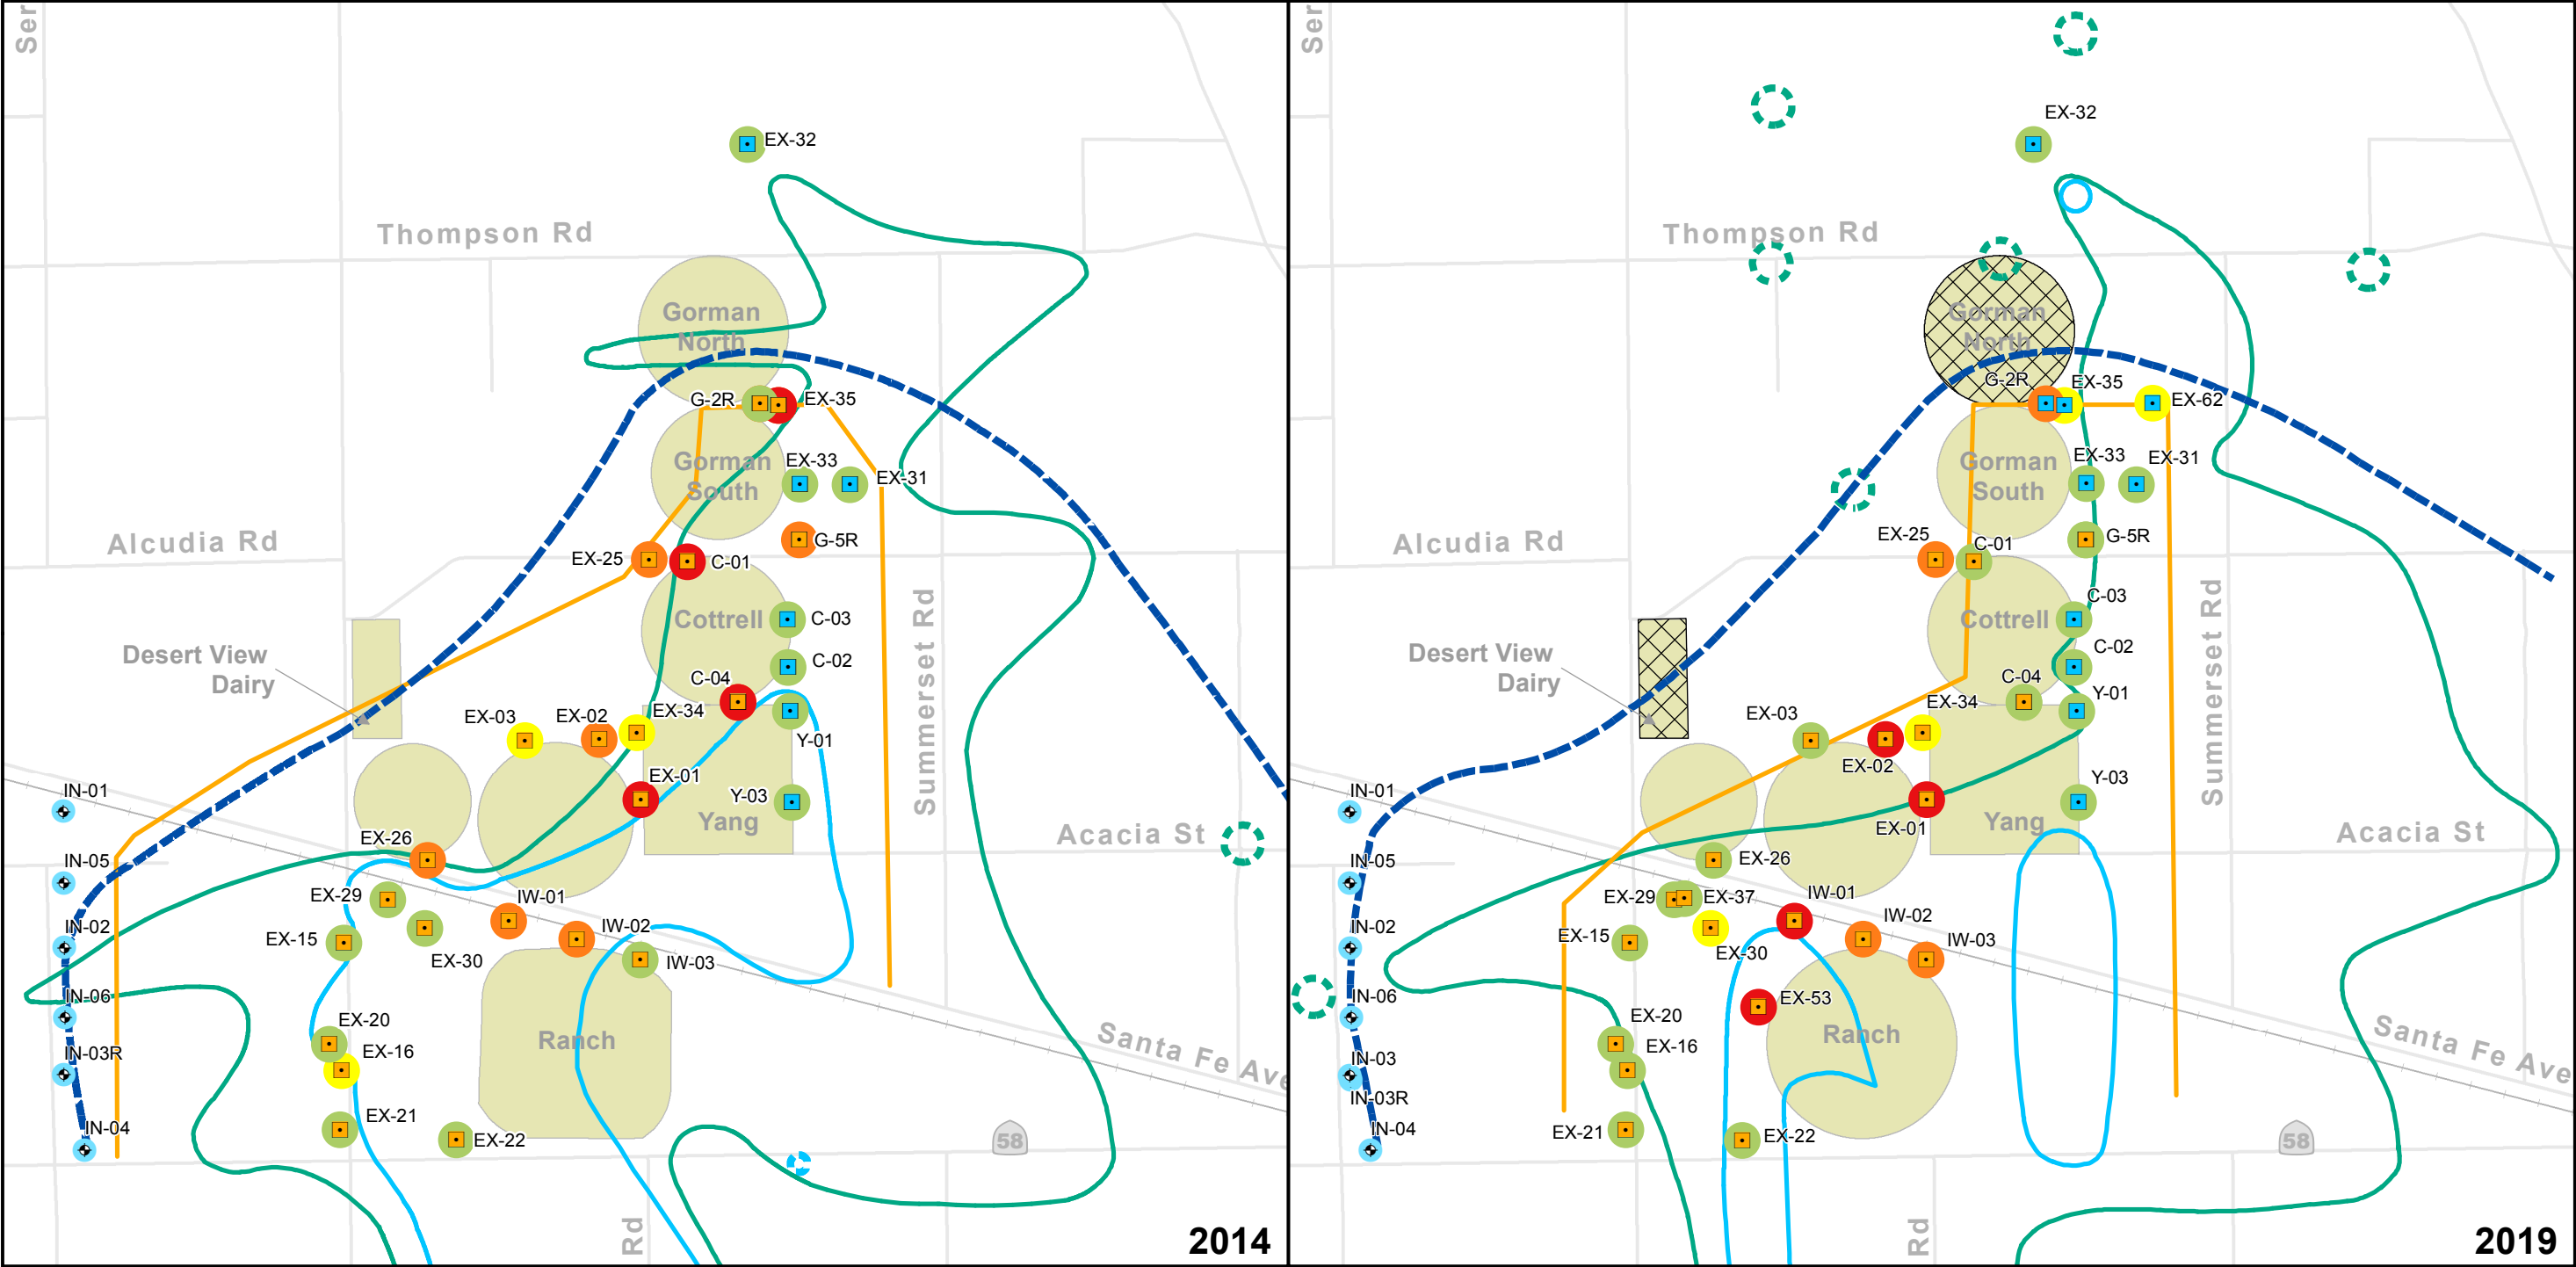 Ser
EX-32
Thompson Rd
Gorman
North
G-2R
EX-35
Gorman
South
EX-33
EX-31
Alcudia Rd
EX-25
C-01
G-5R
Cottrell
C-03
C-02
Desert View
Dairy
C-04
Summerset Rd
EX-03
EX-02
EX-34
Y-01
EX-01
Y-03
Yang
IN-01
Acacia St
EX-26
IN-05
EX-29
IW-01
IN-02
EX-15
IW-02
EX-30
IW-03
IN-06
EX-20
Ranch
Santa Fe Ave
IN-03R
EX-16
EX-21
IN-04
EX-22
58
Rd
2014
Ser
EX-32
Thompson Rd
Gorman
North
G-2R
EX-35
EX-62
Gorman
South
EX-33
EX-31
Alcudia Rd
EX-25
C-01
G-5R
Cottrell
C-03
C-02
Desert View
Dairy
C-04
Y-01
Summerset Rd
EX-03
EX-34
EX-02
Y-03
IN-01
EX-01
Yang
Acacia St
IN-05
EX-26
EX-29
EX-37
IW-01
IN-02
EX-15
IW-02
EX-30
IW-03
IN-06
EX-53
EX-20
Ranch
Santa Fe Ave
EX-16
IN-03
IN-03R
IN-04
EX-21
EX-22
58
Rd
2019